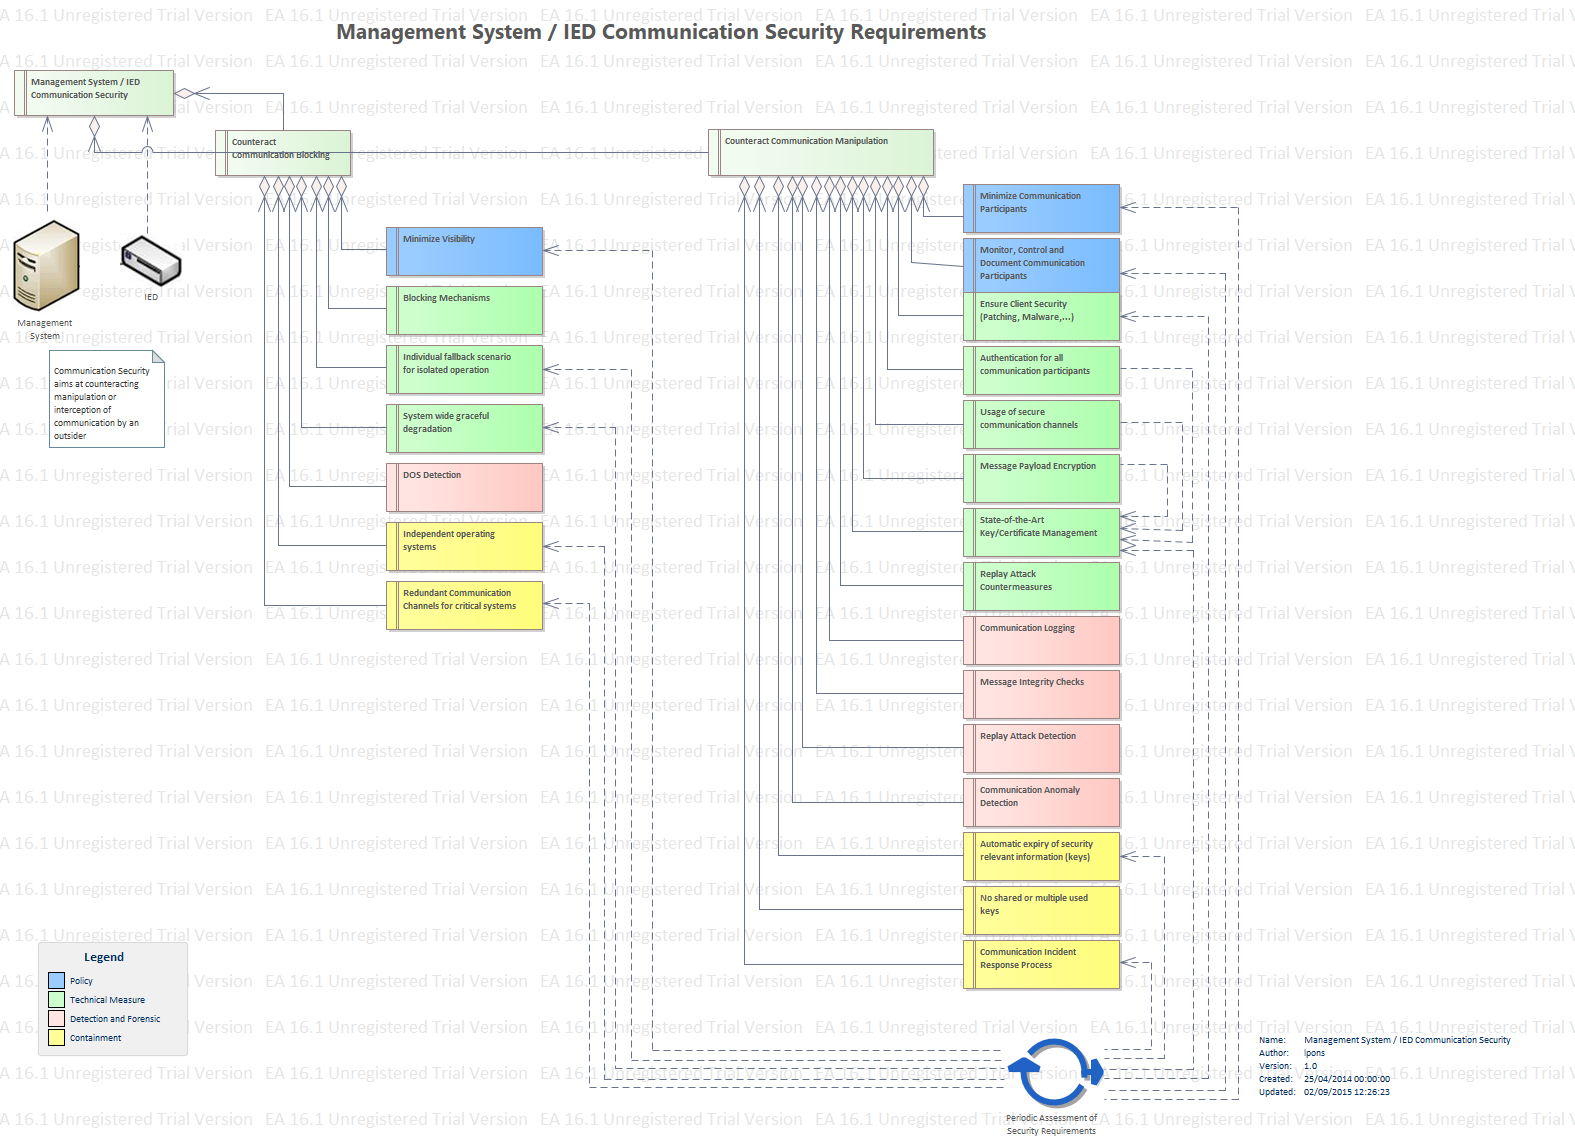 Management System / IED Communication Security Requirements
Management System / IED
Communication Security
Counteract
Communication Blocking
Counteract Communication Manipulation
Minimize Communication
Participants
Minimize Visibility
Monitor, Control and
Document Communication
Participants
Blocking Mechanisms
Ensure Client Security
(Patching, Malware,...)
IED
Management
System
Individual fallback scenario
for isolated operation
Authentication for all
communication participants
Communication Security
aims at counteracting
manipulation or
interception of
communication by an
outsider
System wide graceful
degradation
Usage of secure
communication channels
DOS Detection
Message Payload Encryption
Independent operating
systems
State-of-the-Art
Key/Certificate Management
Redundant Communication
Channels for critical systems
Replay Attack
Countermeasures
Communication Logging
Message Integrity Checks
Replay Attack Detection
Communication Anomaly
Detection
Automatic expiry of security
relevant information (keys)
No shared or multiple used
keys
Communication Incident
Response Process
Legend
Policy
Technical Measure
Detection and Forensic
Containment
Periodic Assessment of
Security Requirements
Name: Management System / IED Communication Security
Author: lpons
Version: 1.0
Created: 25/04/2014 00:00:00
Updated: 02/09/2015 12:26:23
EA 16.1 Unregistered Trial Version